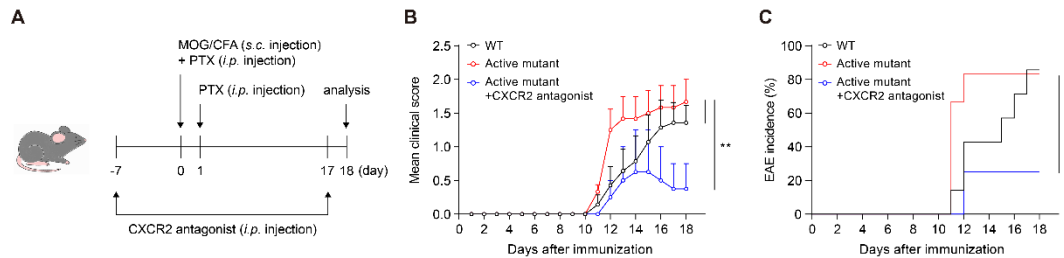 A
MOG/CFA (s.c. injection)
+ PTX (i.p. injection)
PTX (i.p. injection)
analysis
-7 0 1 17 18 (day)
CXCR2 antagonist (i.p. injection)
B
WT
Active mutant
Active mutant
+CXCR2 antagonist
Mean clinical score
2.5
2.0
1.5
1.0
0.5
0.0
**
0 2 4 6 8 10 12 14 16 18
Days after immunization
C
WT
Active mutant
Active mutant
+CXCR2 antagonist
EAE incidence (%)
100
80
60
40
20
0
0 2 4 6 8 10 12 14 16 18
Days after immunization